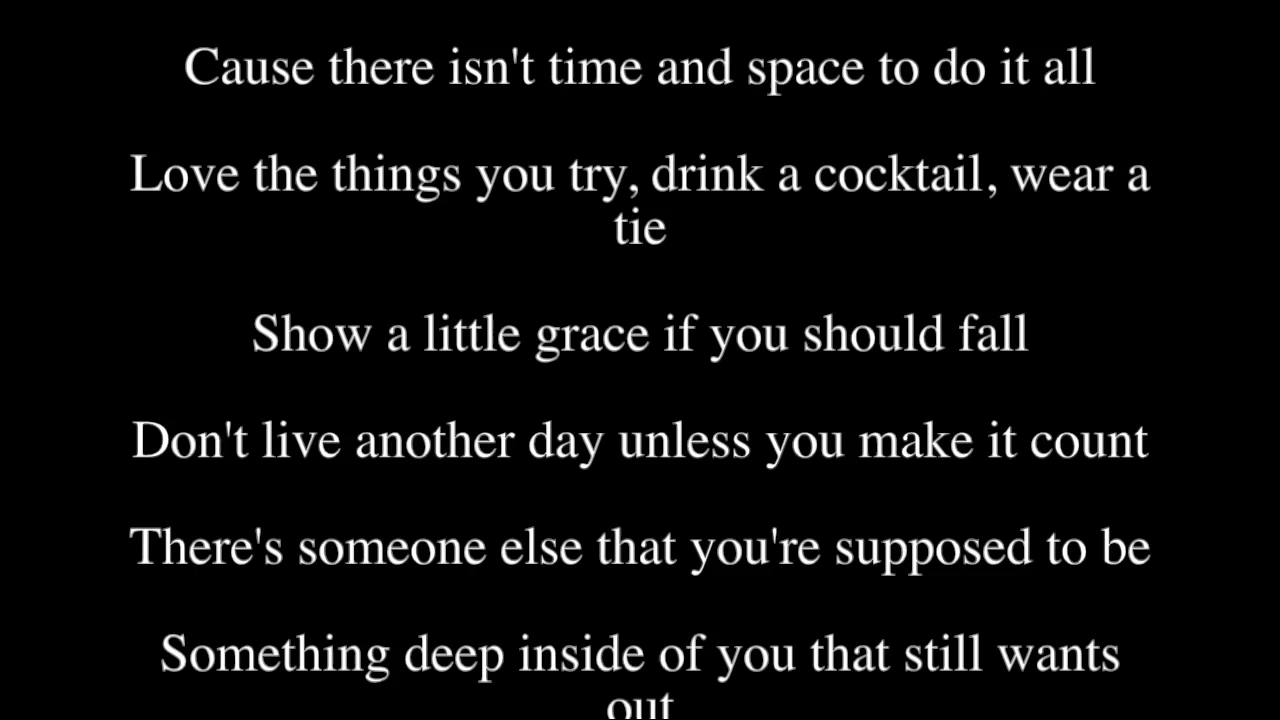 Cause there isn't time and space to do it all
Love the things you try, drink a cocktail, wear a
tie
Show a little grace if you should fall
Don't live another day unless you make it count
There's someone else that you're supposed to be
Something deep inside of you that still wants
out